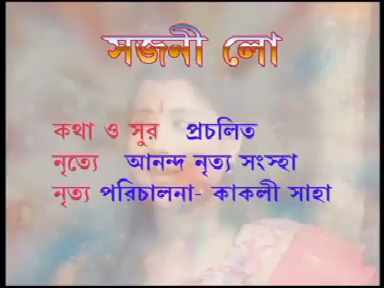 সজনী লো
কথা ও সুর প্রচলিত
নৃত্যে আনন্দ নৃত্য সংস্হা
নৃত্য পরিচালনা- কাকলী সাহা